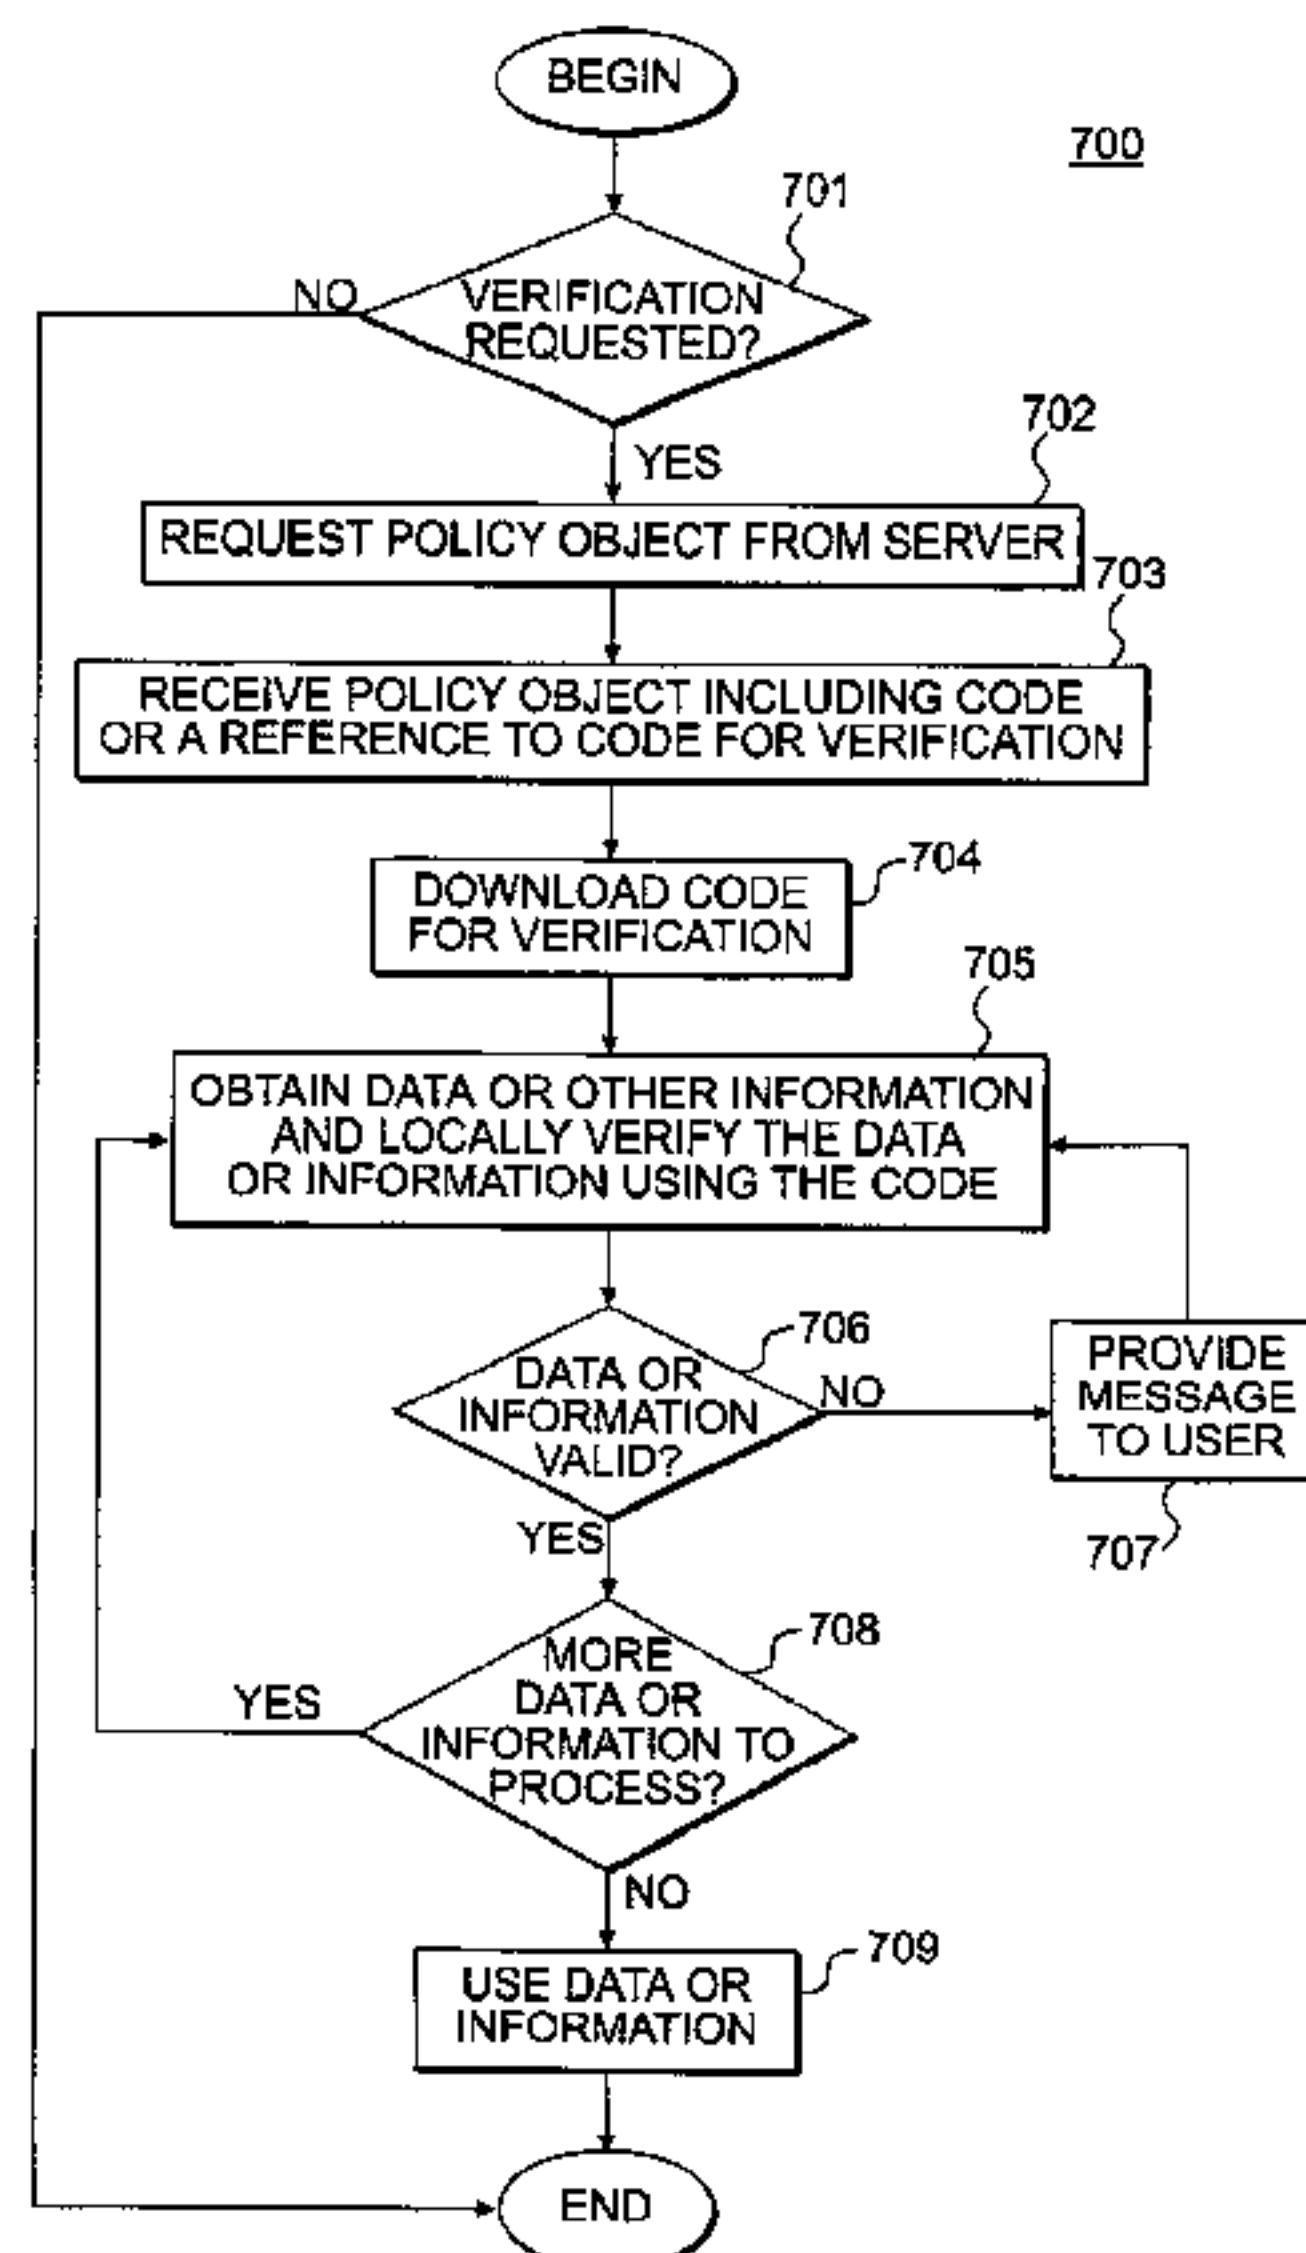 BEGIN
700
701
NO
VERIFICATION
REQUESTED?
702
YES
REQUEST POLICY OBJECT FROM SERVER
703
RECEIVE POLICY OBJECT INCLUDING CODE
OR A REFERENCE TO CODE FOR VERIFICATION
704
DOWNLOAD CODE
FOR VERIFICATION
705
OBTAIN DATA OR OTHER INFORMATION
AND LOCALLY VERIFY THE DATA
OR INFORMATION USING THE CODE
706
DATA OR
INFORMATION
VALID?
NO
PROVIDE
MESSAGE
TO USER
707
YES
708
MORE
DATA OR
INFORMATION TO
PROCESS?
YES
NO
709
USE DATA OR
INFORMATION
END